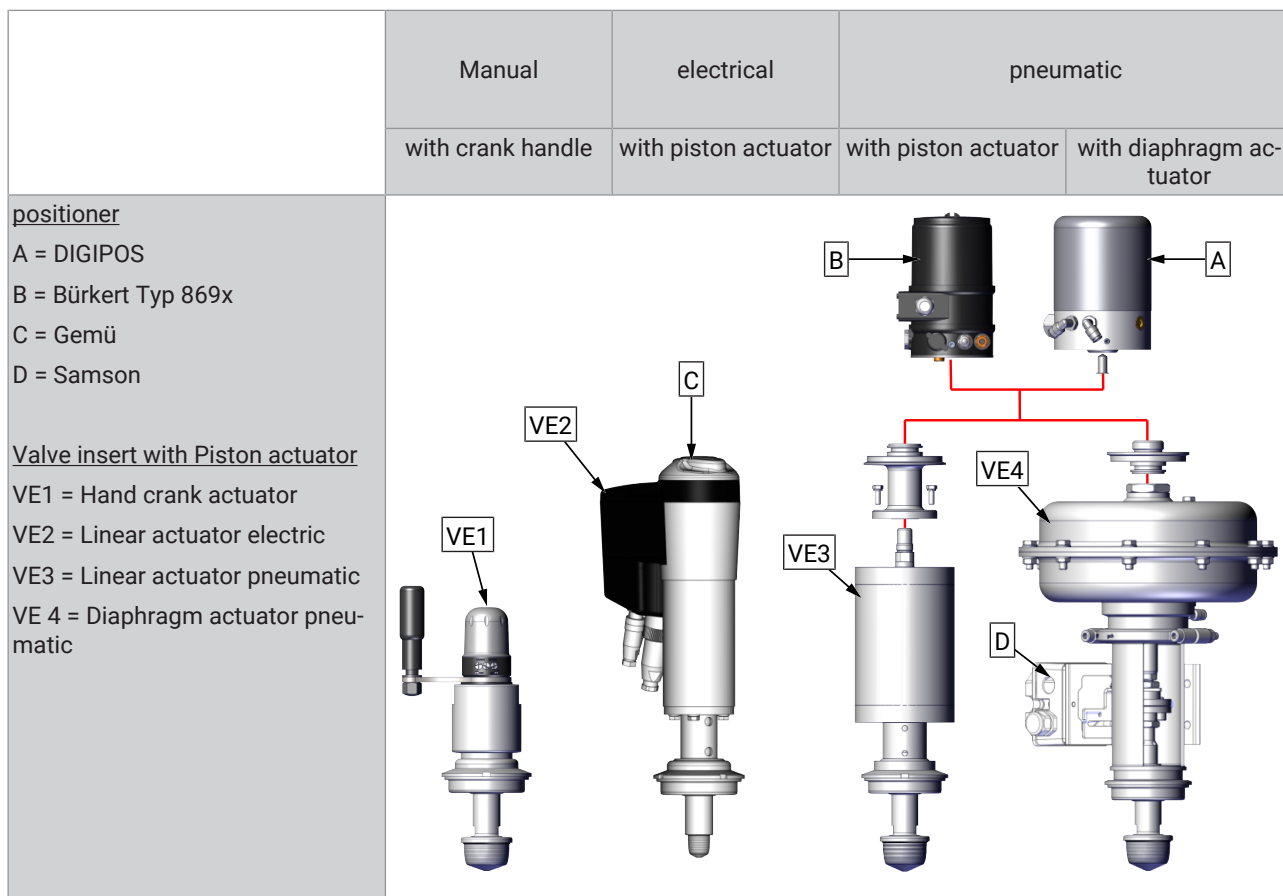 Manual
electrical
pneumatic
with crank handle
with piston actuator
with piston actuator
with diaphragm ac-
tuator
positioner
A = DIGIPOS
B = Bürkert Typ 869x
C = Gemü
D = Samson
Valve insert with Piston actuator
VE1 = Hand crank actuator
VE2 = Linear actuator electric
VE3 = Linear actuator pneumatic
VE 4 = Diaphragm actuator pneu-
matic
B
A
C
VE2
VE4
VE1
VE3
D